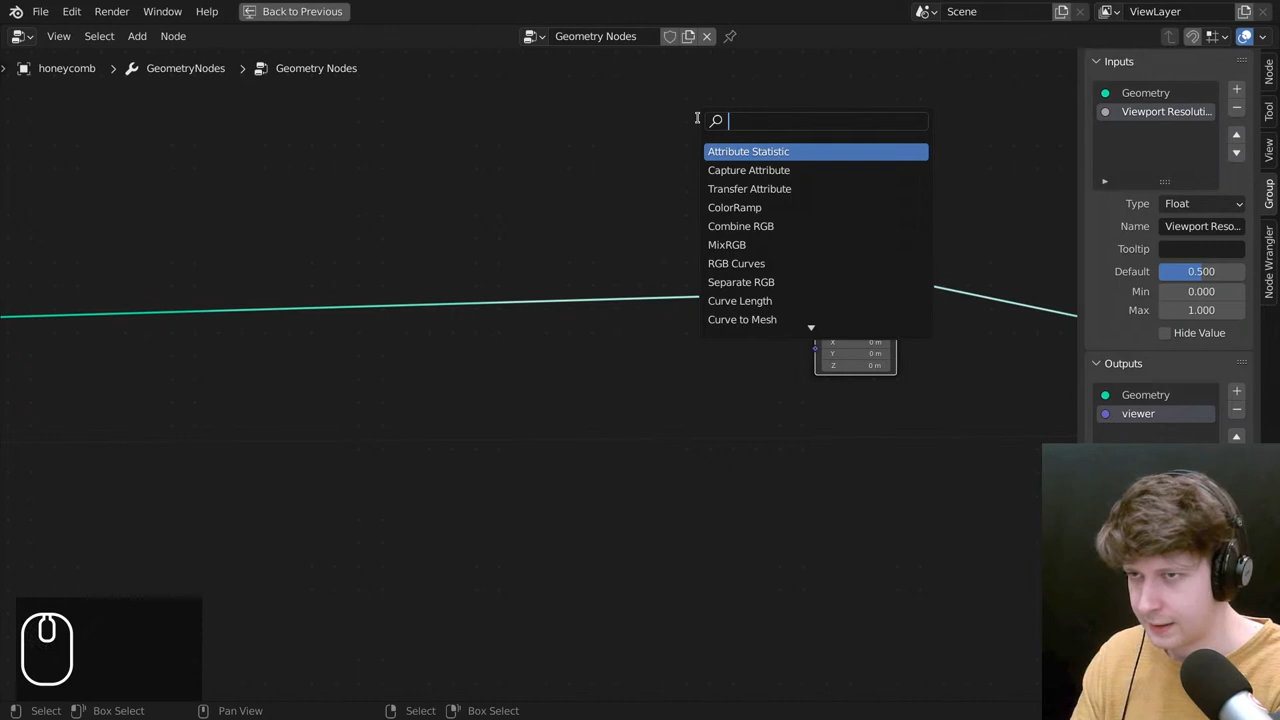 File Edit Render Window Help Back to Previous Scene ViewLayer
View Select Add Node Geometry Nodes
honeycomb GeometryNodes Geometry Nodes
Attribute Statistic
Capture Attribute
Transfer Attribute
ColorRamp
Combine RGB
MixRGB
RGB Curves
Separate RGB
Curve Length
Curve to Mesh
X 0 m
Y 0 m
Z 0 m
Inputs
Geometry
Viewport Resoluti...
Type Float
Name Viewport Reso...
Tooltip
Default 0.500
Min 0.000
Max 1.000
Hide Value
Outputs
Geometry
viewer
Node
Tool
View
Group
Node Wrangler
Select Box Select Pan View Select Box Select